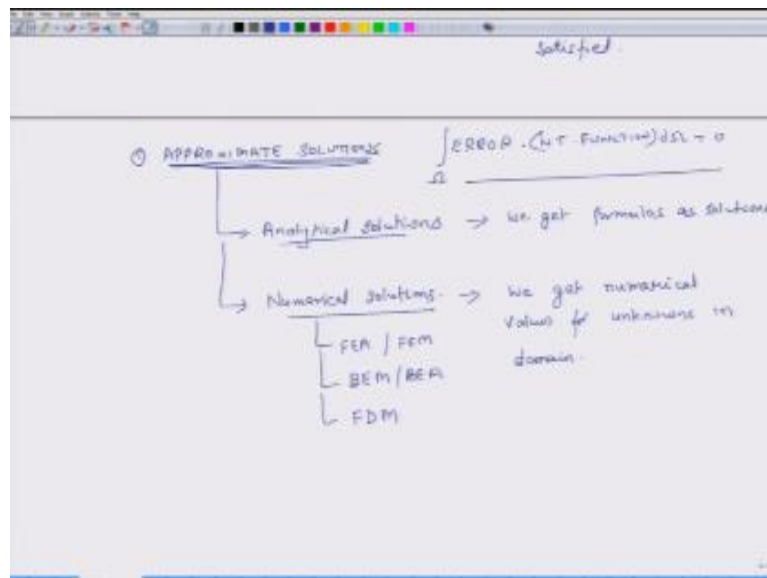 satisfied.
① APPROXIMATE SOLUTIONS ∫ERROR.(WT FUNCTION)dΩ = 0
Ω
Analytical solutions → we get formulas as solutions
Numerical solutions. → we get numerical
values for unknowns in
domain.
FEA / FEM
BEM/BEA
FDM